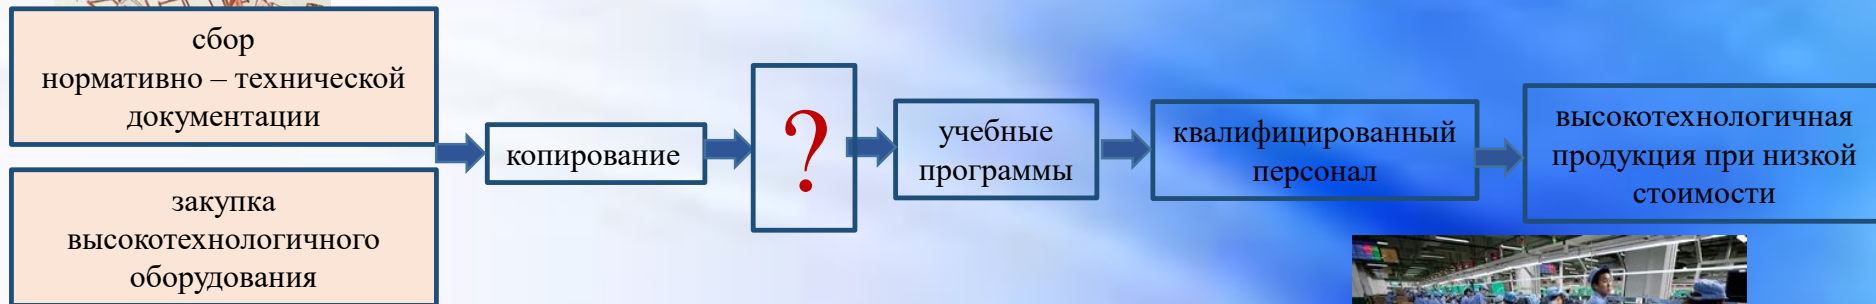 сбор
нормативно – технической
документации
закупка
высокотехнологичного
оборудования
копирование
?
учебные
программы
квалифицированный
персонал
высокотехнологичная
продукция при низкой
стоимости